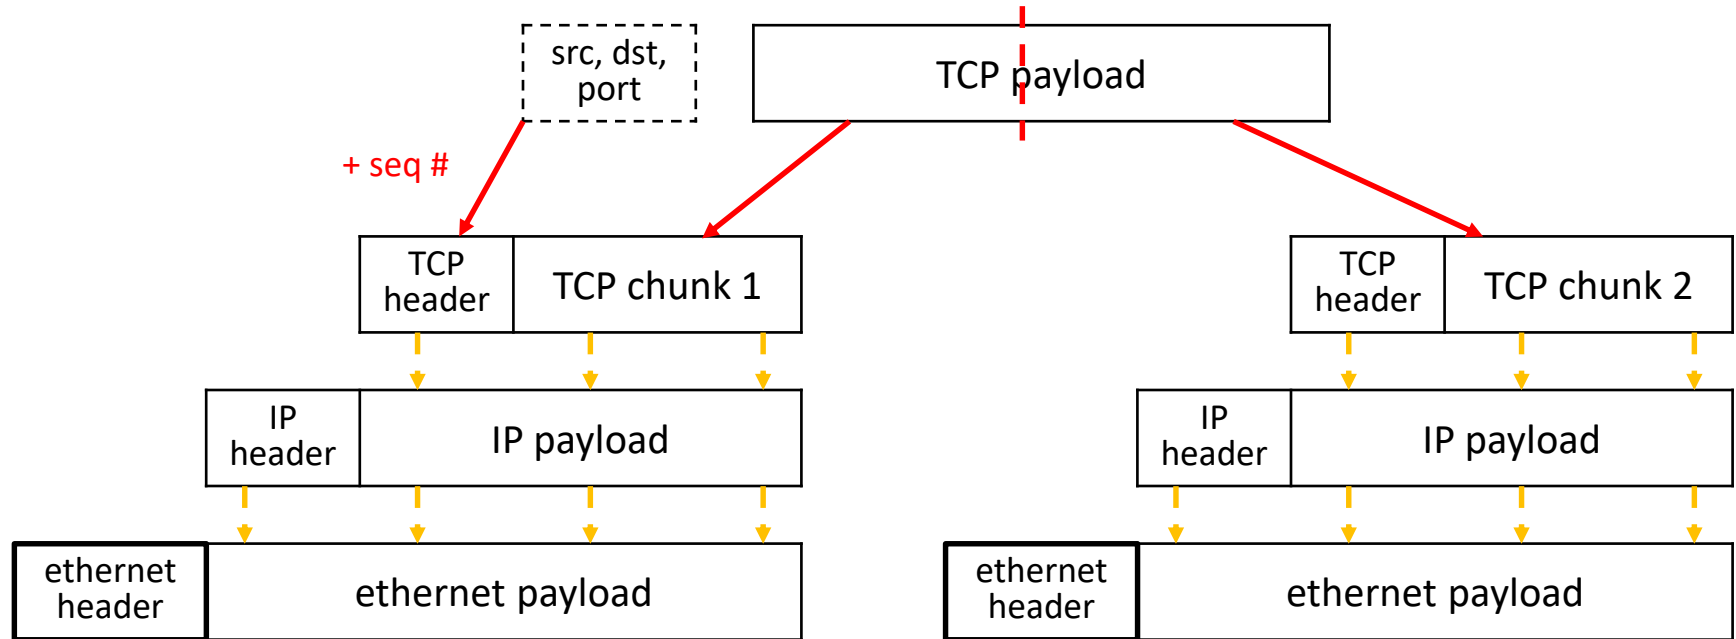 src, dst,
port
TCP payload
+ seq #
TCP
header
TCP chunk 1
TCP
header
TCP chunk 2
IP
header
IP payload
IP
header
IP payload
ethernet
header
ethernet payload
ethernet
header
ethernet payload